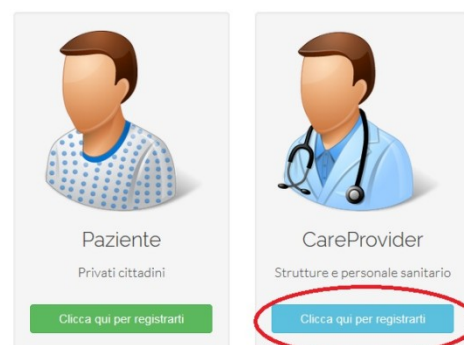 Paziente
Privati cittadini
Clicca qui per registrarti
CareProvider
Strutture e personale sanitario
Clicca qui per registrarti